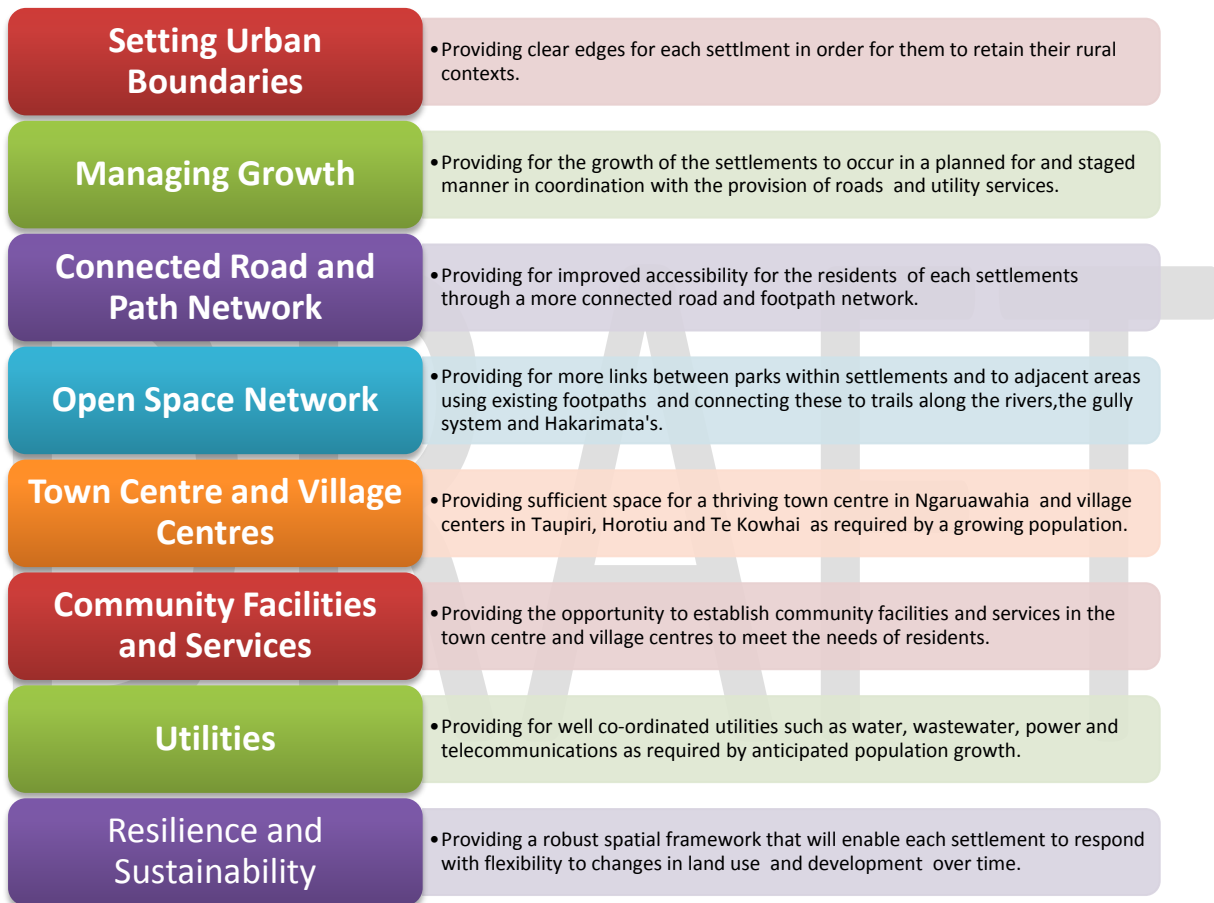 Setting Urban
Boundaries
•Providing clear edges for each settlment in order for them to retain their rural
contexts.
Managing Growth
•Providing for the growth of the settlements to occur in a planned for and staged
manner in coordination with the provision of roads and utility services.
Connected Road and
Path Network
•Providing for improved accessibility for the residents of each settlements
through a more connected road and footpath network.
Open Space Network
•Providing for more links between parks within settlements and to adjacent areas
using existing footpaths and connecting these to trails along the rivers,the gully
system and Hakarimata's.
Town Centre and Village
Centres
•Providing sufficient space for a thriving town centre in Ngaruawahia and village
centers in Taupiri, Horotiu and Te Kowhai as required by a growing population.
Community Facilities
and Services
•Providing the opportunity to establish community facilities and services in the
town centre and village centres to meet the needs of residents.
Utilities
•Providing for well co-ordinated utilities such as water, wastewater, power and
telecommunications as required by anticipated population growth.
Resilience and
Sustainability
•Providing a robust spatial framework that will enable each settlement to respond
with flexibility to changes in land use and development over time.
DRAFT